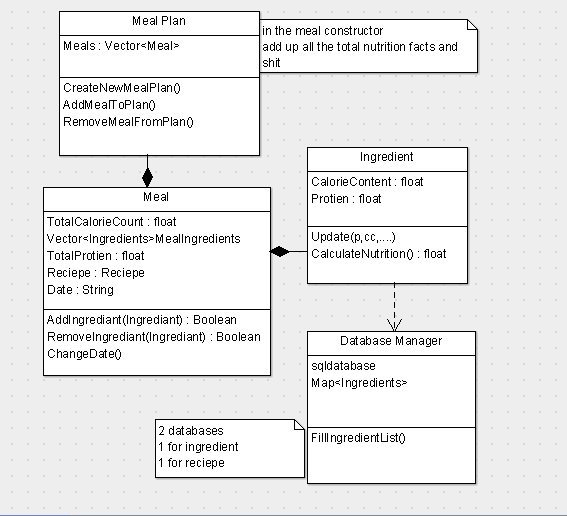 Meal Plan
Meals : Vector<Meal>
CreateNewMealPlan()
AddMealToPlan()
RemoveMealFromPlan()
in the meal constructor
add up all the total nutrition facts and
shit
Meal
TotalCalorieCount : float
Vector<Ingredients>MealIngredients
TotalProtien : float
Reciepe : Reciepe
Date : String
AddIngrediant(Ingrediant) : Boolean
RemoveIngrediant(Ingrediant) : Boolean
ChangeDate()
Ingredient
CalorieContent : float
Protien : float
Update(p,cc,....)
CalculateNutrition() : float
Database Manager
sqldatabase
Map<Ingredients>
FillIngredientList()
2 databases
1 for ingredient
1 for reciepe